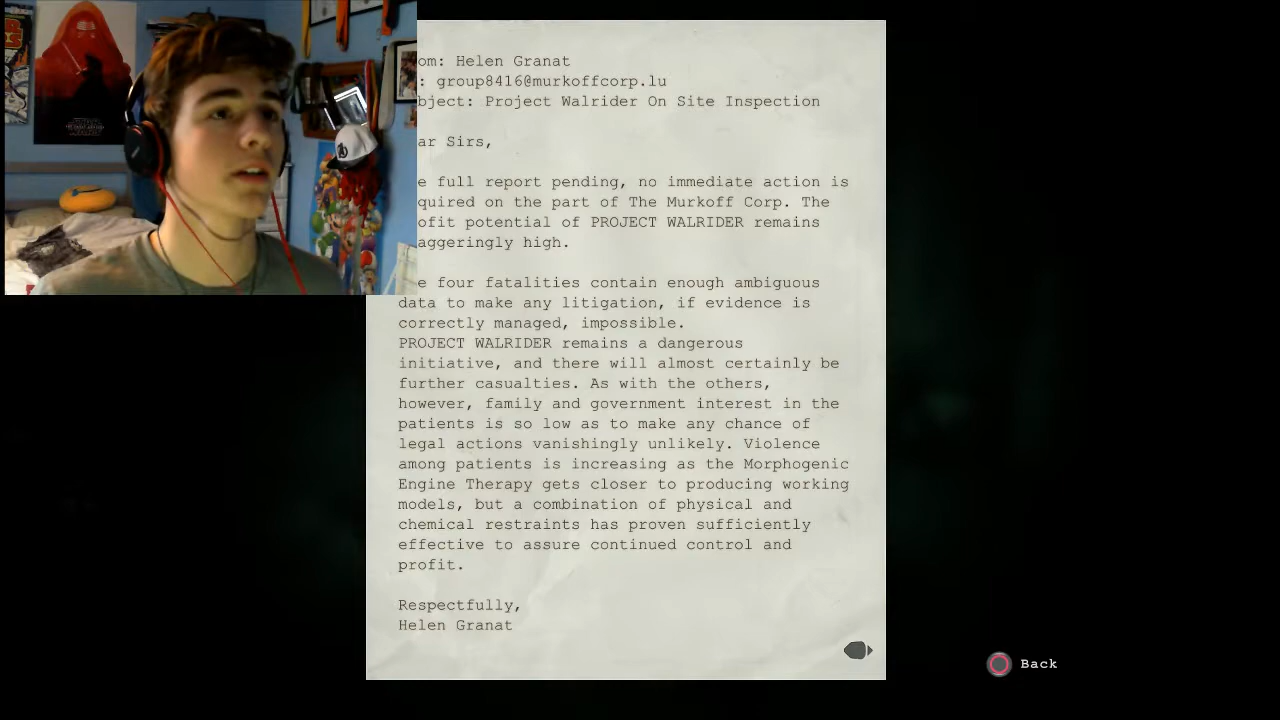 om: Helen Granat
: group8416@murkoffcorp.lu
bject: Project Walrider On Site Inspection
ar Sirs,
e full report pending, no immediate action is
quired on the part of The Murkoff Corp. The
ofit potential of PROJECT WALRIDER remains
aggeringly high.
e four fatalities contain enough ambiguous
data to make any litigation, if evidence is
correctly managed, impossible.
PROJECT WALRIDER remains a dangerous
initiative, and there will almost certainly be
further casualties. As with the others,
however, family and government interest in the
patients is so low as to make any chance of
legal actions vanishingly unlikely. Violence
among patients is increasing as the Morphogenic
Engine Therapy gets closer to producing working
models, but a combination of physical and
chemical restraints has proven sufficiently
effective to assure continued control and
profit.
Respectfully,
Helen Granat
Back